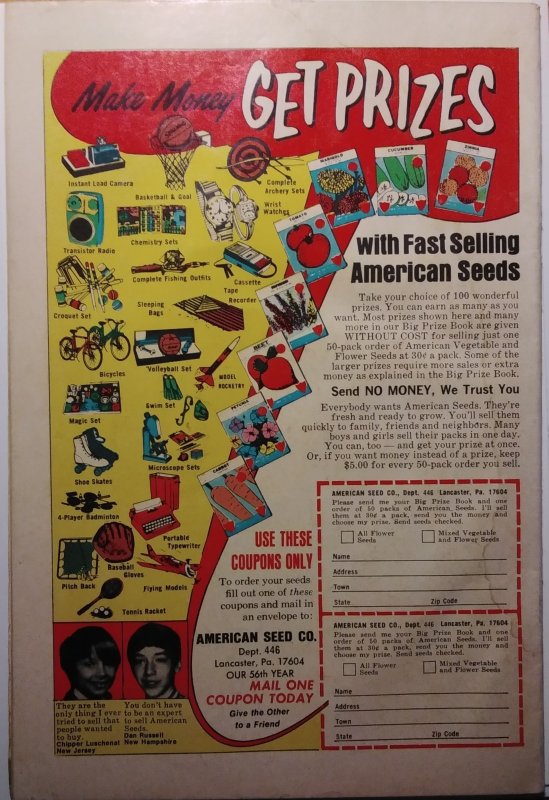 Make Money GET PRIZES
Instant Load Camera
Basketball & Goal
Complete
Archery Sets
Wrist
Watches
Transistor Radio
Chemistry Sets
Complete Fishing Outfits
Cassette
Tape
Recorder
Croquet Set
Sleeping
Bags
Bicycles
Volleyball Set
MODEL
ROCKETRY
Magic Set
Swim Set
Shoe Skates
Microscope Sets
4-Player Badminton
Portable
Typewriter
Baseball
Gloves
Pitch Back
Flying Models
Tennis Racket
MARIGOLD
CUCUMBER
ZINNIA
TOMATO
BEET
PETUNIA
CARROT
with Fast Selling
American Seeds
Take your choice of 100 wonderful
prizes. You can earn as many as you
want. Most prizes shown here and many
more in our Big Prize Book are given
WITHOUT COST for selling just one
50-pack order of American Vegetable and
Flower Seeds at 30¢ a pack. Some of the
larger prizes require more sales or extra
money as explained in the Big Prize Book.
Send NO MONEY, We Trust You
Everybody wants American Seeds. They're
fresh and ready to grow. You'll sell them
quickly to family, friends and neighbors. Many
boys and girls sell their packs in one day.
You can, too — and get your prize at once.
Or, if you want money instead of a prize, keep
$5.00 for every 50-pack order you sell.
USE THESE
COUPONS ONLY
To order your seeds
fill out one of these
coupons and mail in
an envelope to:
AMERICAN SEED CO.
Dept. 446
Lancaster, Pa. 17604
OUR 56th YEAR
MAIL ONE
COUPON TODAY
Give the Other
to a Friend
AMERICAN SEED CO., Dept. 446 Lancaster, Pa. 17604
Please send me your Big Prize Book and one
order of 50 packs of American Seeds. I'll sell
them at 30¢ a pack, send you the money and
choose my prize. Send seeds checked.
All Flower
Seeds
Mixed Vegetable
and Flower Seeds
Name
Address
Town
State Zip Code
AMERICAN SEED CO., Dept. 446 Lancaster, Pa. 17604
Please send me your Big Prize Book and one
order of 50 packs of American Seeds. I'll sell
them at 30¢ a pack, send you the money and
choose my prize. Send seeds checked.
All Flower
Seeds
Mixed Vegetable
and Flower Seeds
Name
Address
Town
State Zip Code
They are the
only thing I ever
tried to sell that
people wanted
to buy.
Chipper Luschenat
New Jersey
You don't have
to be an expert
to sell American
Seeds.
Dan Russell
New Hampshire